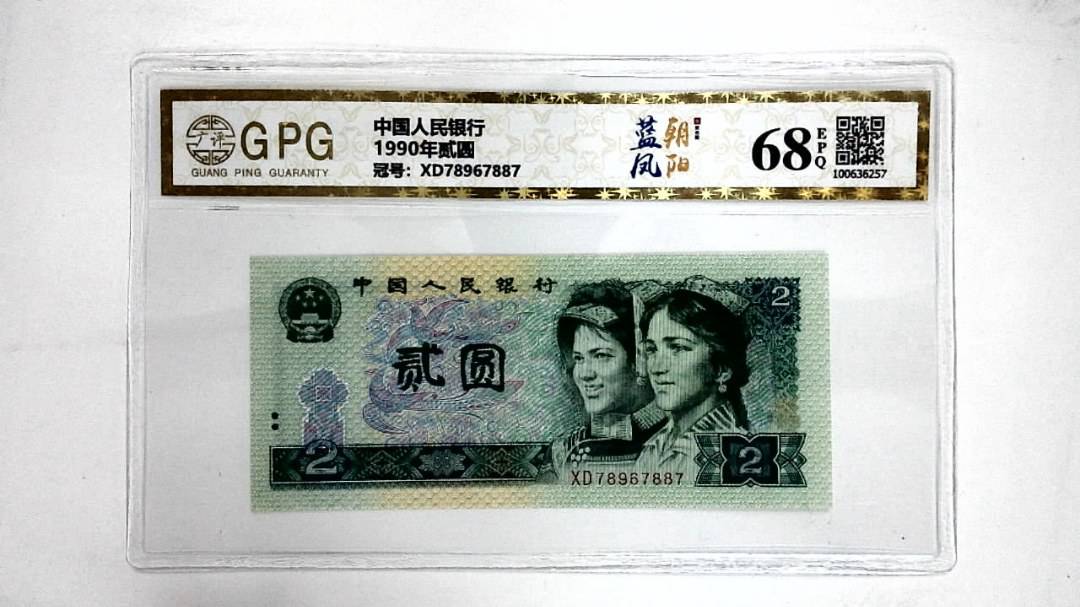 广评
GPG
GUANG PING GUARANTY
中国人民银行
1990年贰圆
冠号：XD78967887
蓝凤
朝阳
68
EPQ
100636257
中国人民银行
2
贰圆
2
XD78967887
2